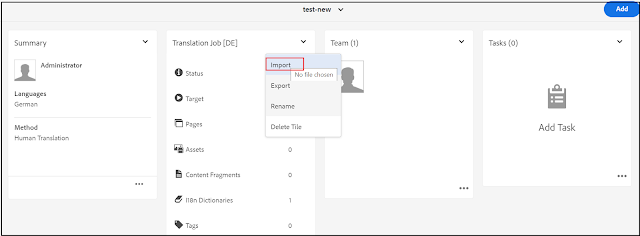 test-new
Add
Summary
Administrator
Languages
German
Method
Human Translation
...
Translation Job [DE]
Status
Target
Pages
Assets 0
Content Fragments 0
I18n Dictionaries 1
Tags 0
Import
No file chosen
Export
Rename
Delete Tile
Team (1)
...
Tasks (0)
Add Task
...